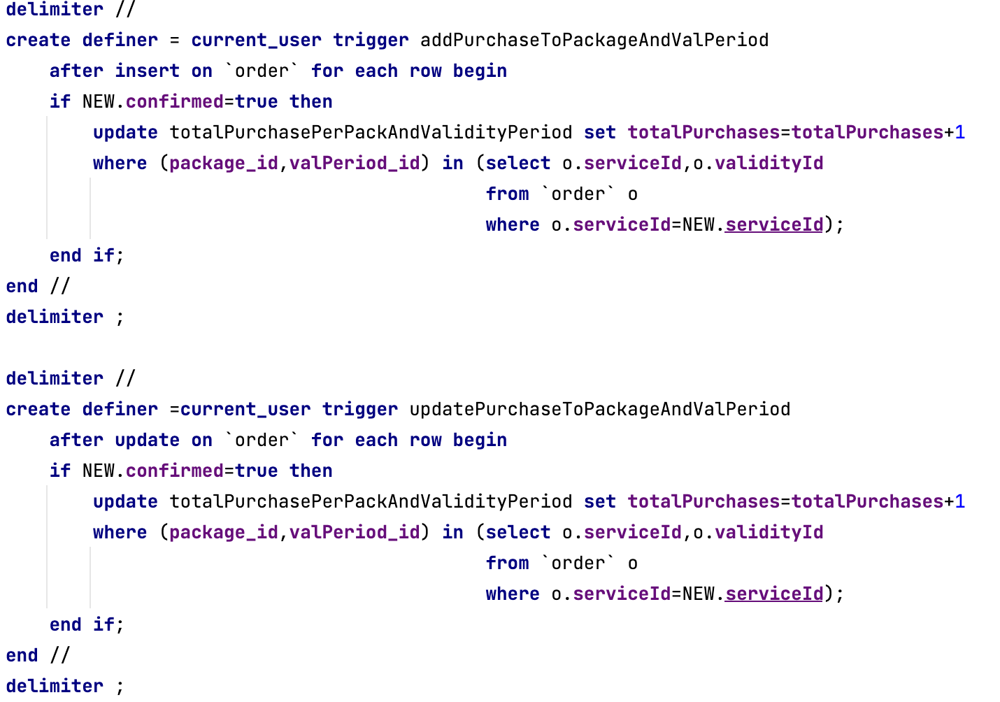 delimiter //
create definer = current_user trigger addPurchaseToPackageAndValPeriod
    after insert on `order` for each row begin
    if NEW.confirmed=true then
        update totalPurchasePerPackAndValidityPeriod set totalPurchases=totalPurchases+1
        where (package_id,valPeriod_id) in (select o.serviceId,o.validityId
                                            from `order` o
                                            where o.serviceId=NEW.serviceId);
    end if;
end //
delimiter ;

delimiter //
create definer =current_user trigger updatePurchaseToPackageAndValPeriod
    after update on `order` for each row begin
    if NEW.confirmed=true then
        update totalPurchasePerPackAndValidityPeriod set totalPurchases=totalPurchases+1
        where (package_id,valPeriod_id) in (select o.serviceId,o.validityId
                                            from `order` o
                                            where o.serviceId=NEW.serviceId);
    end if;
end //
delimiter ;